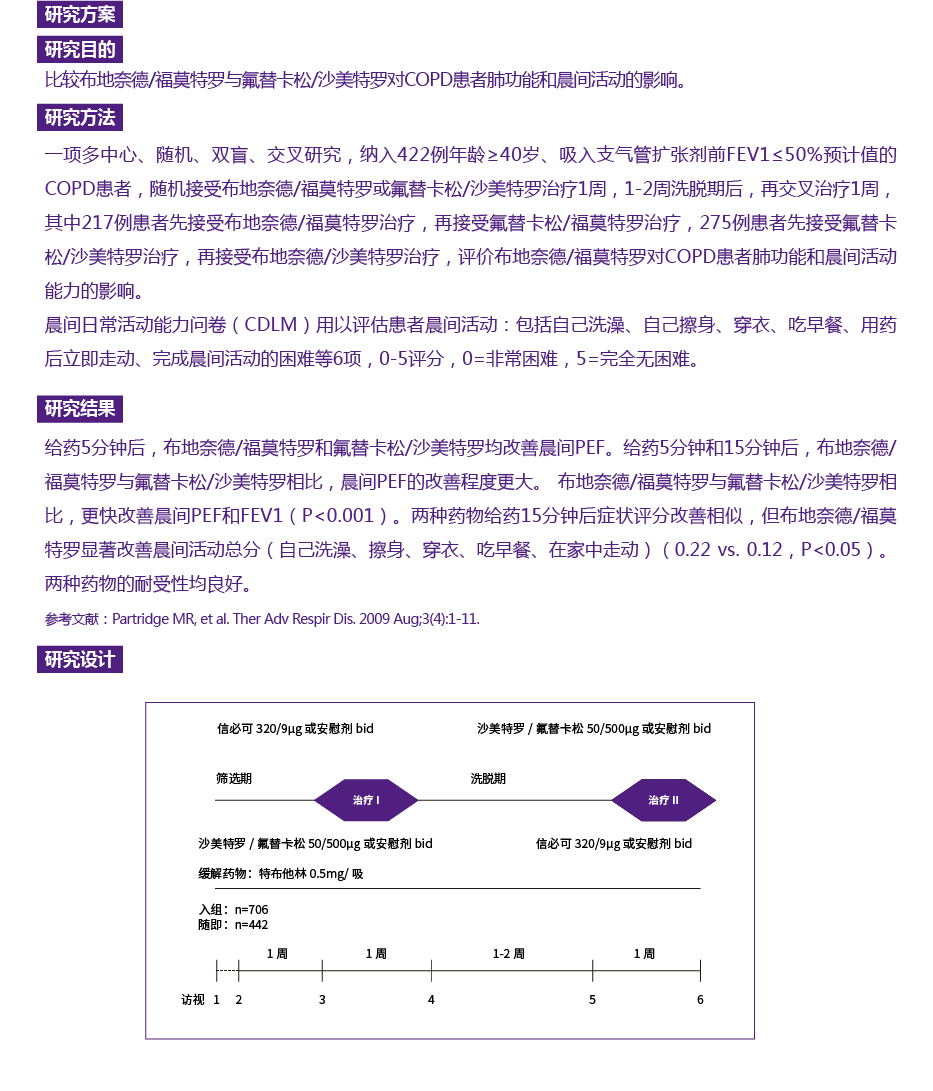 研究方案
研究目的
比较布地奈德/福莫特罗与氟替卡松/沙美特罗对COPD患者肺功能和晨间活动的影响。
研究方法
一项多中心、随机、双盲、交叉研究，纳入422例年龄≥40岁、吸入支气管扩张剂前FEV1≤50%预计值的
COPD患者，随机接受布地奈德/福莫特罗或氟替卡松/沙美特罗治疗1周，1-2周洗脱期后，再交叉治疗1周，
其中217例患者先接受布地奈德/福莫特罗治疗，再接受氟替卡松/福莫特罗治疗，275例患者先接受氟替卡
松/沙美特罗治疗，再接受布地奈德/沙美特罗治疗，评价布地奈德/福莫特罗对COPD患者肺功能和晨间活动
能力的影响。
晨间日常活动能力问卷（CDLM）用以评估患者晨间活动：包括自己洗澡、自己擦身、穿衣、吃早餐、用药
后立即走动、完成晨间活动的困难等6项，0-5评分，0=非常困难，5=完全无困难。
研究结果
给药5分钟后，布地奈德/福莫特罗和氟替卡松/沙美特罗均改善晨间PEF。给药5分钟和15分钟后，布地奈德/
福莫特罗与氟替卡松/沙美特罗相比，晨间PEF的改善程度更大。 布地奈德/福莫特罗与氟替卡松/沙美特罗相
比，更快改善晨间PEF和FEV1（P<0.001）。两种药物给药15分钟后症状评分改善相似，但布地奈德/福莫
特罗显著改善晨间活动总分（自己洗澡、擦身、穿衣、吃早餐、在家中走动）（0.22 vs. 0.12，P<0.05）。
两种药物的耐受性均良好。
参考文献：Partridge MR, et al. Ther Adv Respir Dis. 2009 Aug;3(4):1-11.
研究设计
信必可 320/9μg 或安慰剂 bid
沙美特罗 / 氟替卡松 50/500μg 或安慰剂 bid
筛选期
洗脱期
治疗 I
治疗 II
沙美特罗 / 氟替卡松 50/500μg 或安慰剂 bid
信必可 320/9μg 或安慰剂 bid
缓解药物：特布他林 0.5mg/ 吸
入组：n=706
随即：n=442
1 周
1 周
1-2 周
1 周
访视 1 2 3 4 5 6